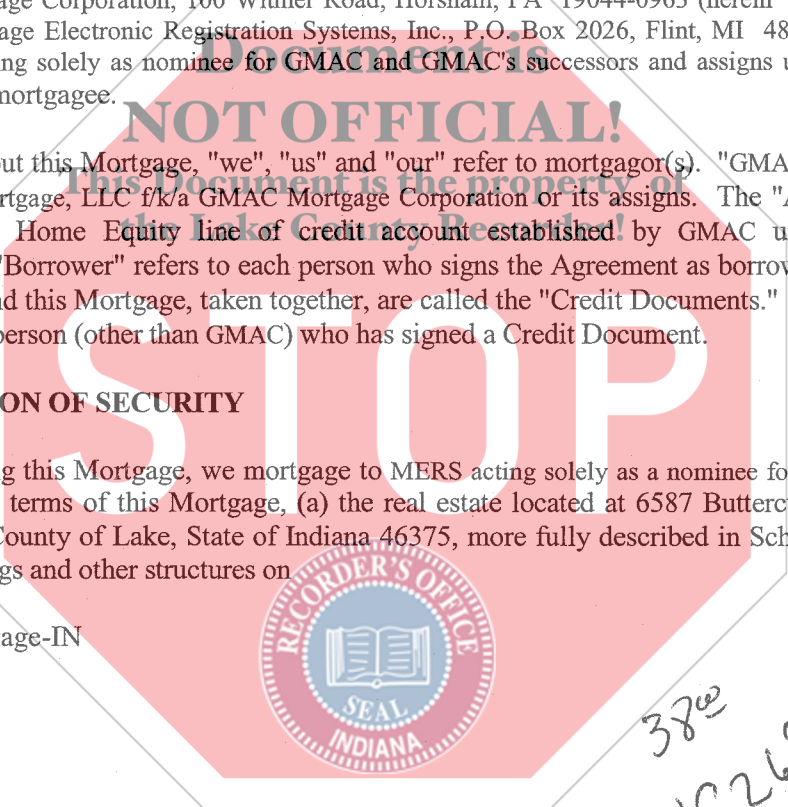 age Corporation, 100 Witmer Road, Horsham, PA 19044-0963 (herein
age Electronic Registration Systems, Inc., P.O. Box 2026, Flint, MI 48
ng solely as nominee for GMAC and GMAC's successors and assigns u
mortgagee.
Document is
NOT OFFICIAL!
This Document is the property of
the Lake County Recorder!
ut this Mortgage, "we", "us" and "our" refer to mortgagor(s). "GMA
rtgage, LLC f/k/a GMAC Mortgage Corporation or its assigns. The "A
Home Equity line of credit account established by GMAC u
"Borrower" refers to each person who signs the Agreement as borrow
nd this Mortgage, taken together, are called the "Credit Documents."
person (other than GMAC) who has signed a Credit Document.
STOP
ON OF SECURITY
g this Mortgage, we mortgage to MERS acting solely as a nominee fo
terms of this Mortgage, (a) the real estate located at 6587 Butterc
County of Lake, State of Indiana 46375, more fully described in Sch
gs and other structures on
RECORDER'S OFFICE
SEAL
INDIANA
age-IN
38